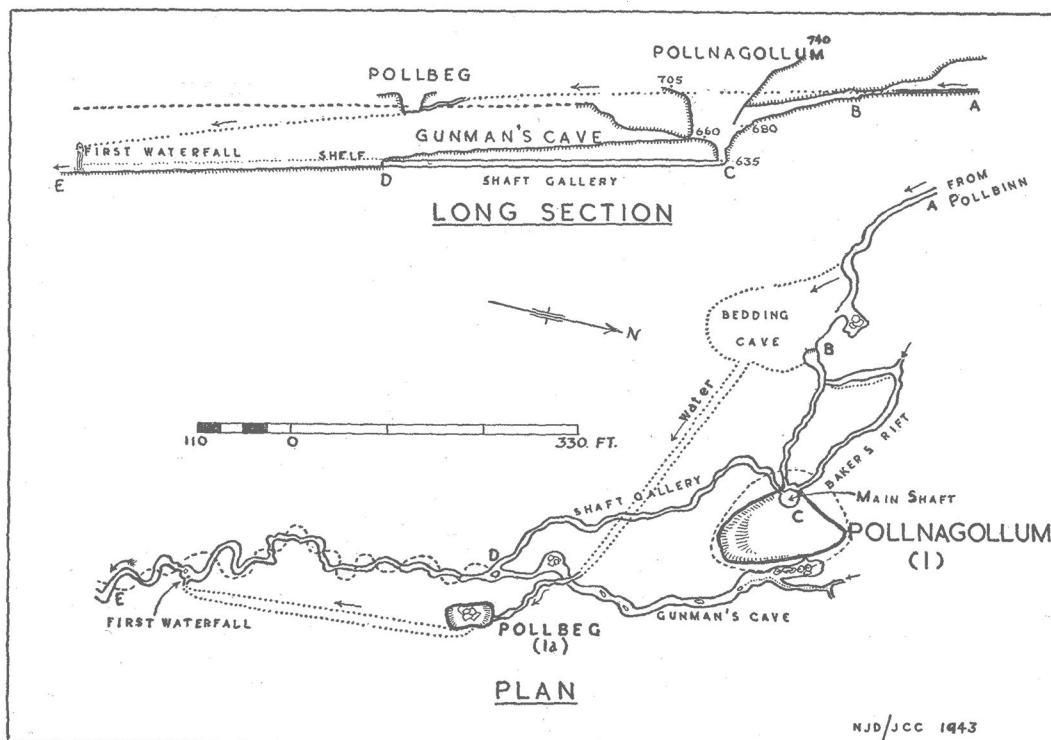 740
POLLNAGOLLUM
POLLBEG
705
B
A
GUNMAN'S CAVE
660
680
FIRST WATERFALL
SHELF
635
E
D
C
SHAFT GALLERY
LONG SECTION
FROM
A POLLBINN
BEDDING
CAVE
N
B
WATER
110 0 330. FT.
BAKER'S RIFT
SHAFT GALLERY
MAIN SHAFT
C
POLLNAGOLLUM
(1)
D
E
GUNMAN'S CAVE
FIRST WATERFALL
POLLBEG
(1a)
PLAN
NJD/JCC 1943